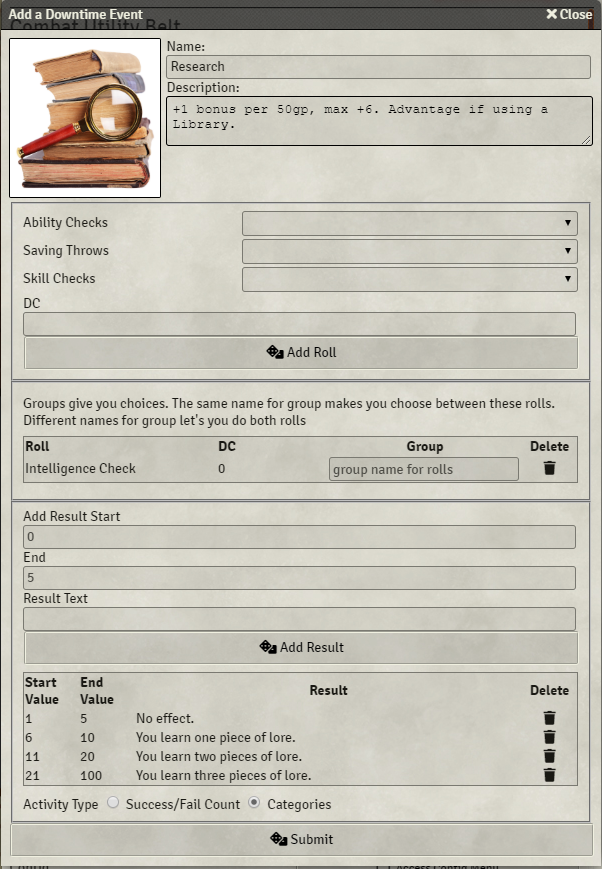 Add a Downtime Event
Close
Combat Utility Belt
Name:
Research
Description:
+1 bonus per 50gp, max +6. Advantage if using a
Library.
Ability Checks
Saving Throws
Skill Checks
DC
Add Roll
Groups give you choices. The same name for group makes you choose between these rolls.
Different names for group let's you do both rolls
Roll DC Group Delete
Intelligence Check 0 group name for rolls
Add Result Start
0
End
5
Result Text
Add Result
Start Value End Value Result Delete
1 5 No effect.
6 10 You learn one piece of lore.
11 20 You learn two pieces of lore.
21 100 You learn three pieces of lore.
Activity Type Success/Fail Count Categories
Submit
Access Config Menu